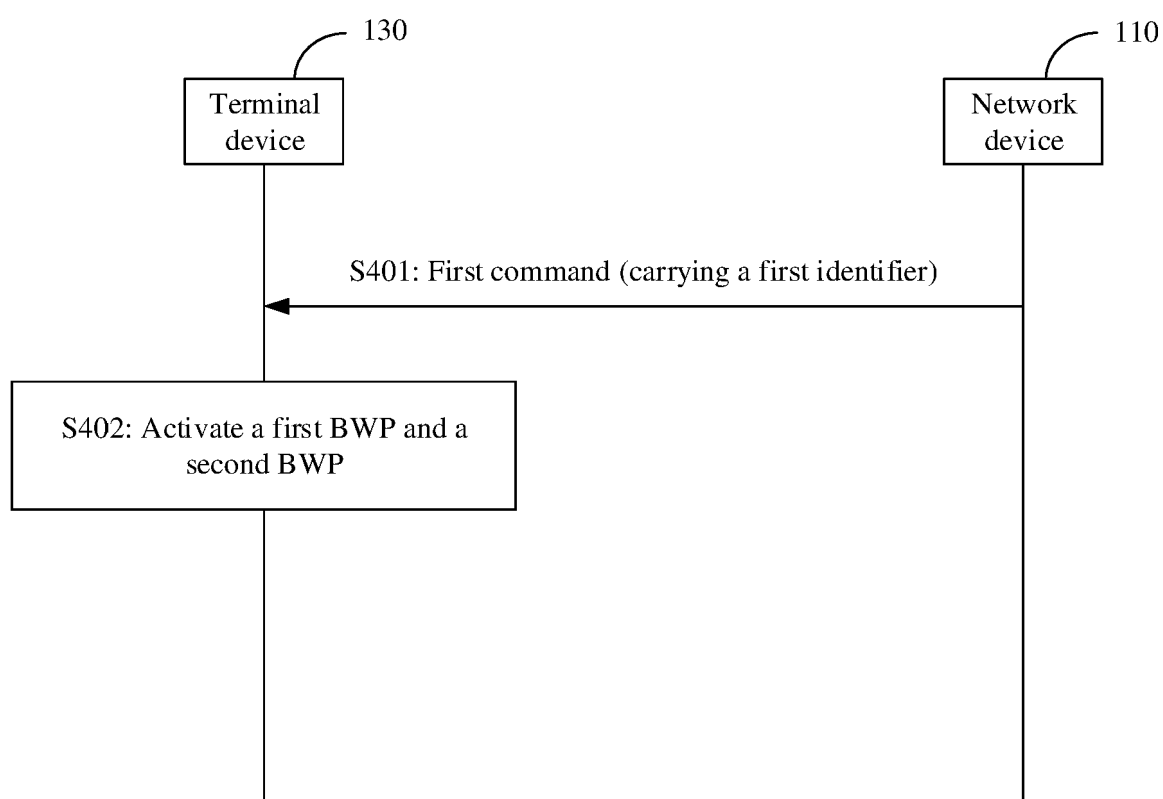 130
110
Terminal
device
Network
device
S401: First command (carrying a first identifier)
S402: Activate a first BWP and a
second BWP